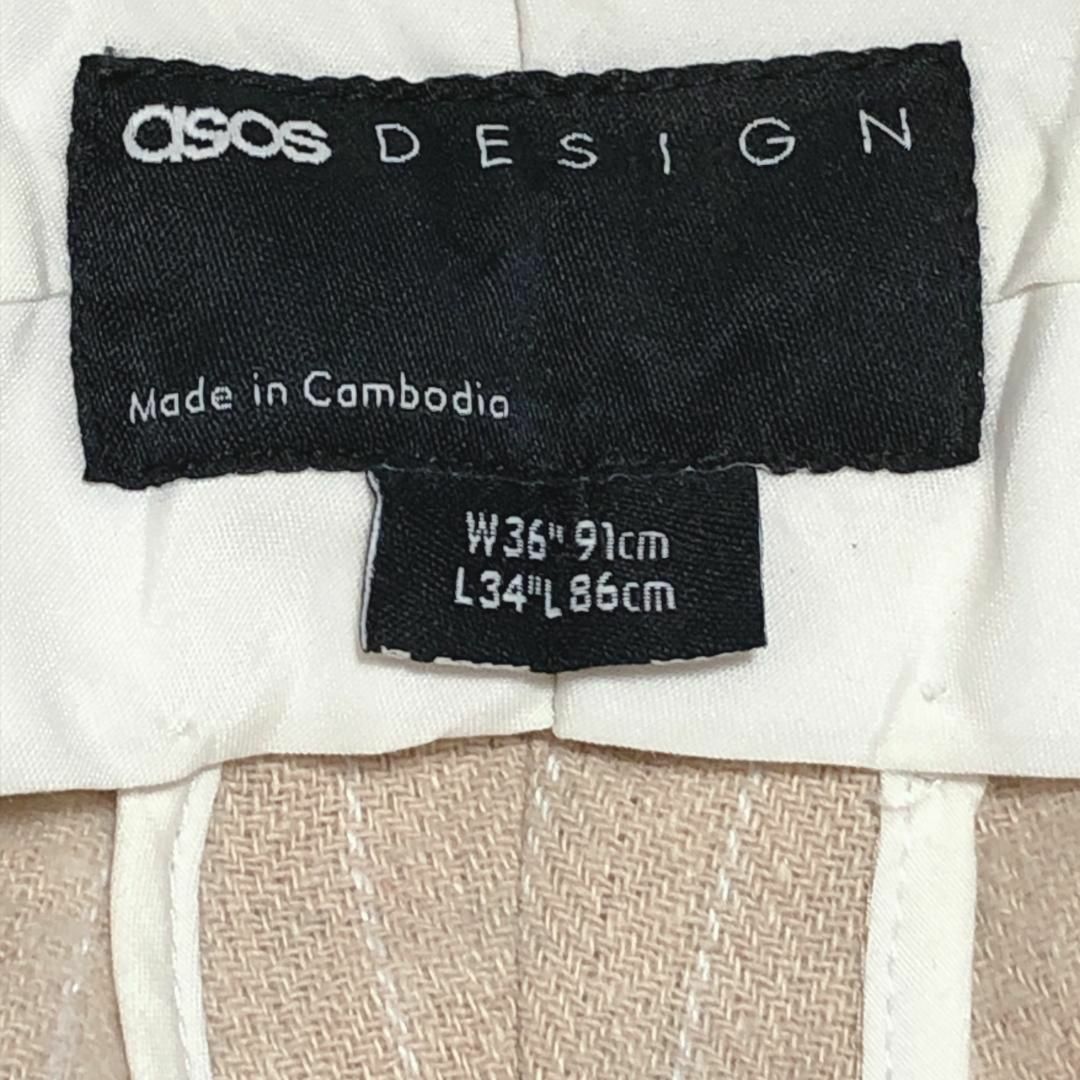 asos DESIGN
Made in Cambodia
W36" 91cm
L34"L 86cm